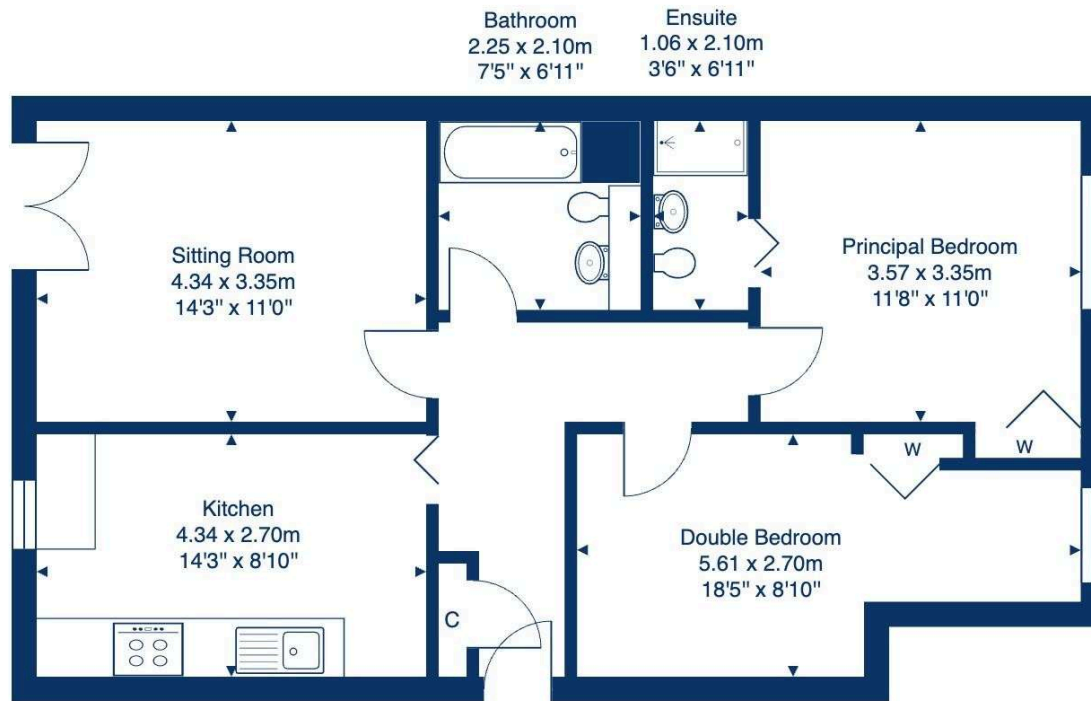 Bathroom
2.25 x 2.10m
7'5" x 6'11"
Ensuite
1.06 x 2.10m
3'6" x 6'11"
Sitting Room
4.34 x 3.35m
14'3" x 11'0"
Principal Bedroom
3.57 x 3.35m
11'8" x 11'0"
W
W
Kitchen
4.34 x 2.70m
14'3" x 8'10"
Double Bedroom
5.61 x 2.70m
18'5" x 8'10"
C